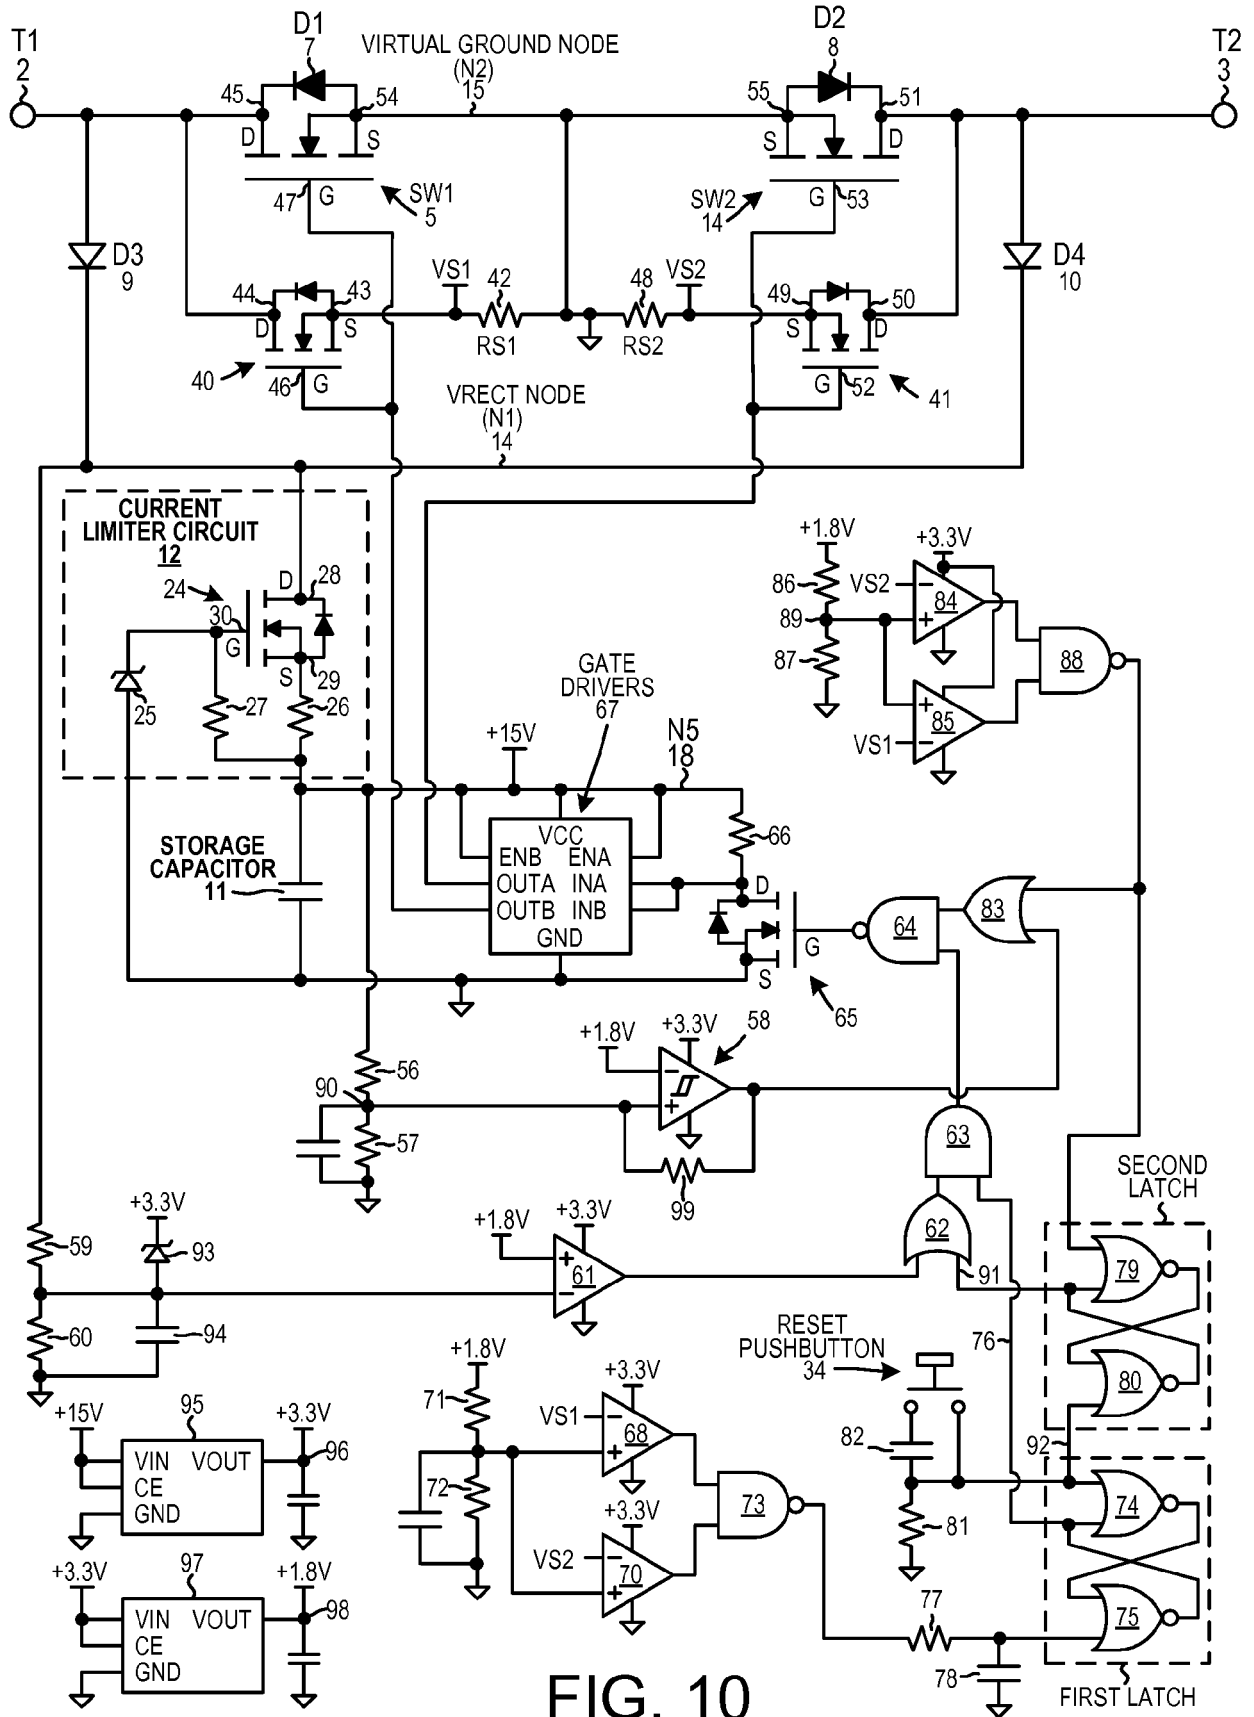 T1
2
D1
7
VIRTUAL GROUND NODE
(N2)
15
D2
8
T2
3
45
54
55
51
D
S
S
D
47
G
SW1
5
SW2
14
G
53
D3
9
D4
10
44
43
VS1
42
48
VS2
49
50
D
S
RS1
RS2
S
D
40
46
G
G
52
41
VRECT NODE
(N1)
14
CURRENT
LIMITER CIRCUIT
12
24
D
28
30
G
S
29
25
27
26
+1.8V
+3.3V
86
VS2
84
89
87
88
85
VS1
GATE
DRIVERS
67
+15V
N5
18
STORAGE
CAPACITOR
11
VCC
ENB ENA
OUTA INA
OUTB INB
GND
66
D
G
S
65
64
83
+1.8V
+3.3V
58
56
90
57
99
63
SECOND
LATCH
59
+3.3V
93
+1.8V
+3.3V
61
62
91
79
60
94
76
80
RESET
PUSHBUTTON
34
+1.8V
71
72
+3.3V
VS1
68
82
92
+15V
95
+3.3V
VIN VOUT
96
CE
GND
73
74
81
+3.3V
VS2
70
+3.3V
97
+1.8V
VIN VOUT
98
CE
GND
77
75
78
FIRST LATCH
FIG. 10